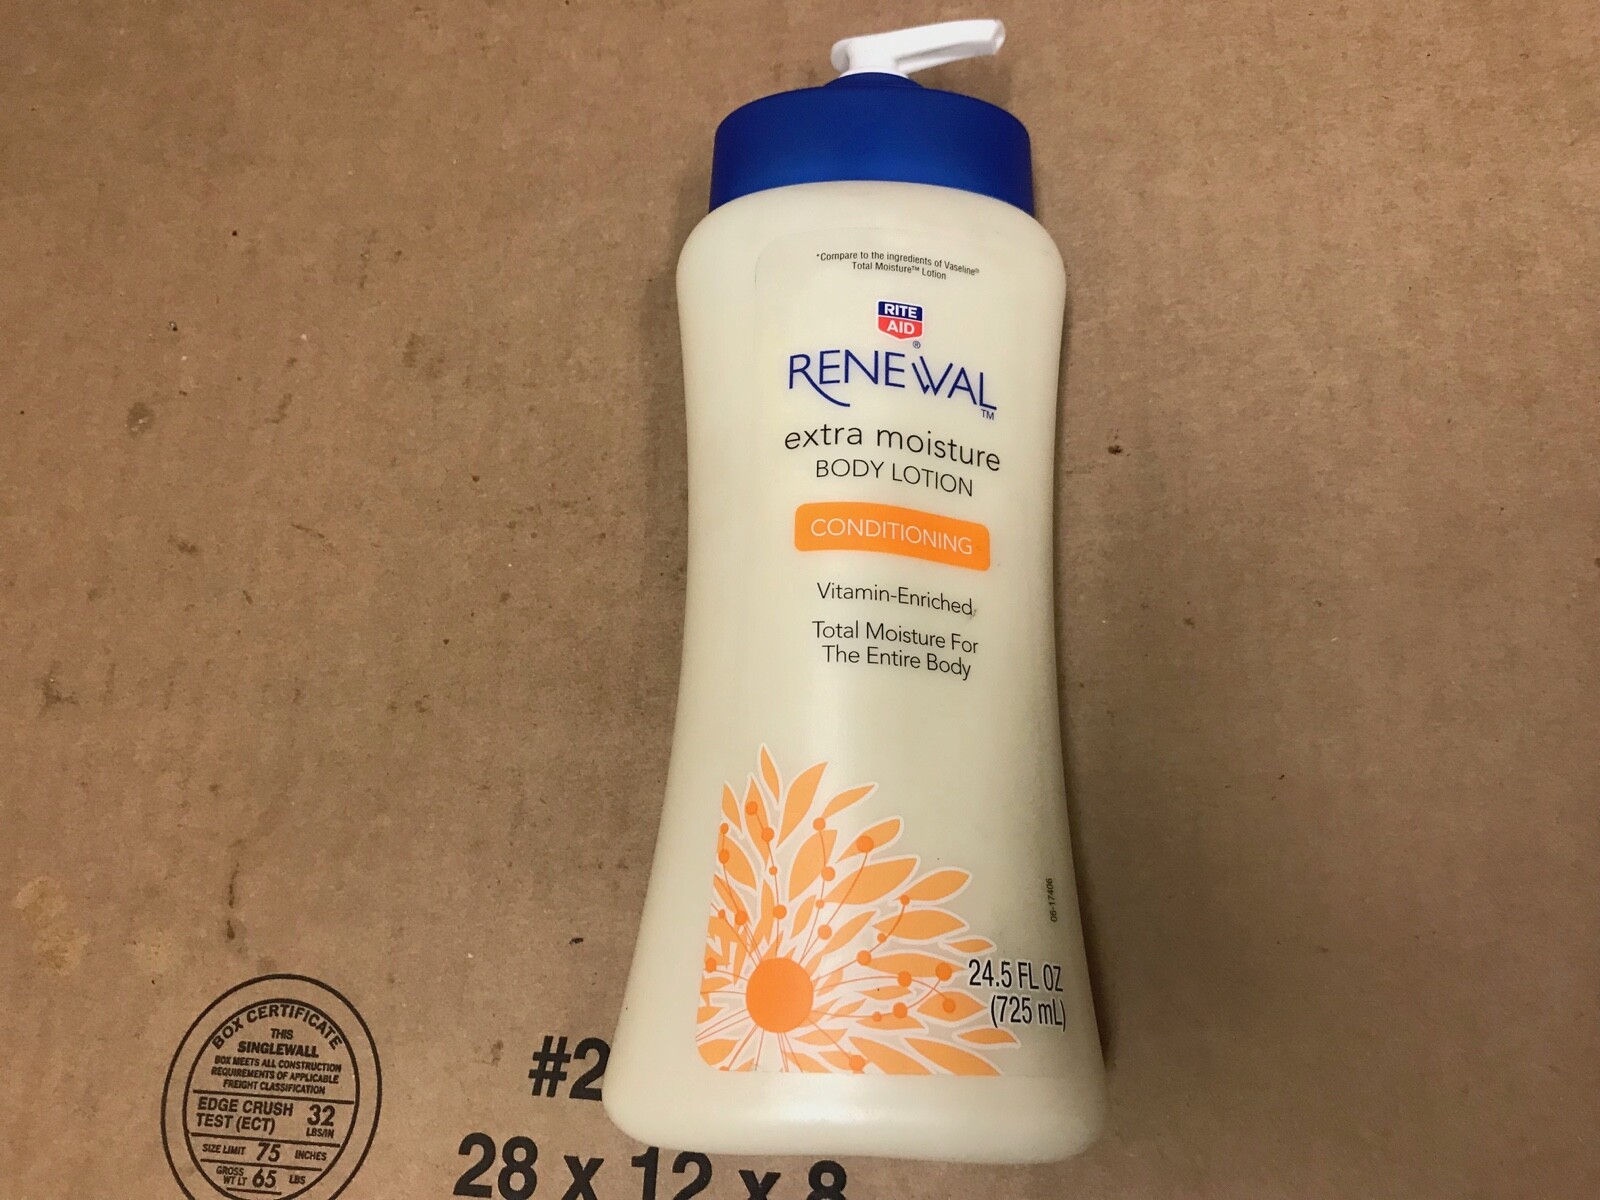 *Compare to the ingredients of Vaseline®
Total Moisture™ Lotion
RITE
AID
®
RENEWAL
™
extra moisture
BODY LOTION
CONDITIONING
Vitamin-Enriched,
Total Moisture For
The Entire Body
06-17406
24.5 FL OZ
(725 mL)
BOX CERTIFICATE
THIS
SINGLEWALL
BOX MEETS ALL CONSTRUCTION
REQUIREMENTS OF APPLICABLE
FREIGHT CLASSIFICATION
EDGE CRUSH
TEST (ECT)
32
LBS/IN
SIZE LIMIT 75 INCHES
GROSS
WT LT 65 LBS
#2
28 x 12 x 8